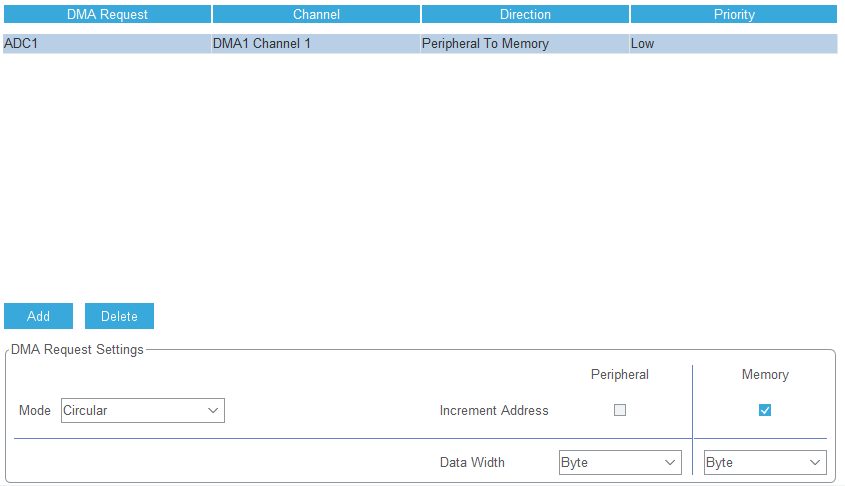 DMA Request Channel Direction Priority
ADC1 DMA1 Channel 1 Peripheral To Memory Low
Add Delete
DMA Request Settings
Peripheral Memory
Mode Circular Increment Address
Data Width Byte Byte